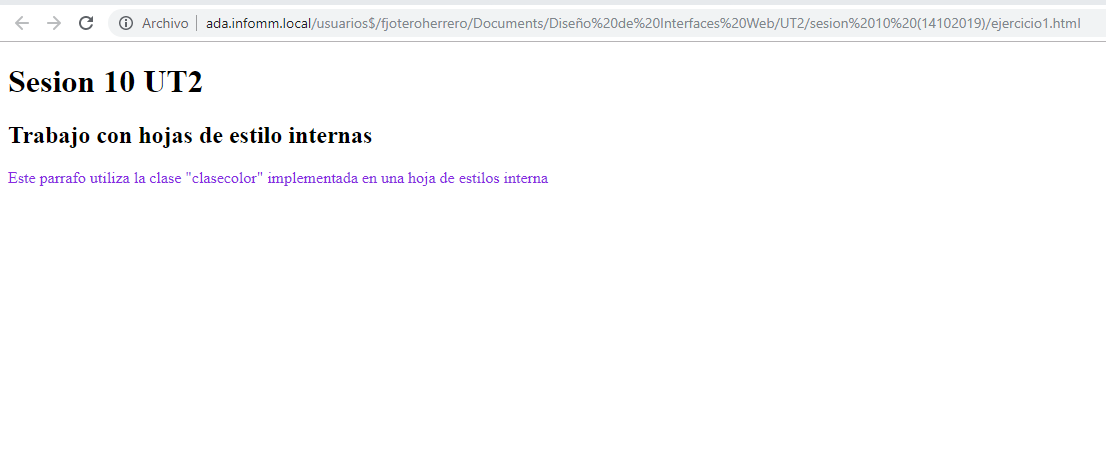 Archivo | ada.infomm.local/usuarios$/fjoteroherrero/Documents/Diseño%20de%20Interfaces%20Web/UT2/sesion%2010%20(14102019)/ejercicio1.html
Sesion 10 UT2
Trabajo con hojas de estilo internas
Este parrafo utiliza la clase "clasecolor" implementada en una hoja de estilos interna